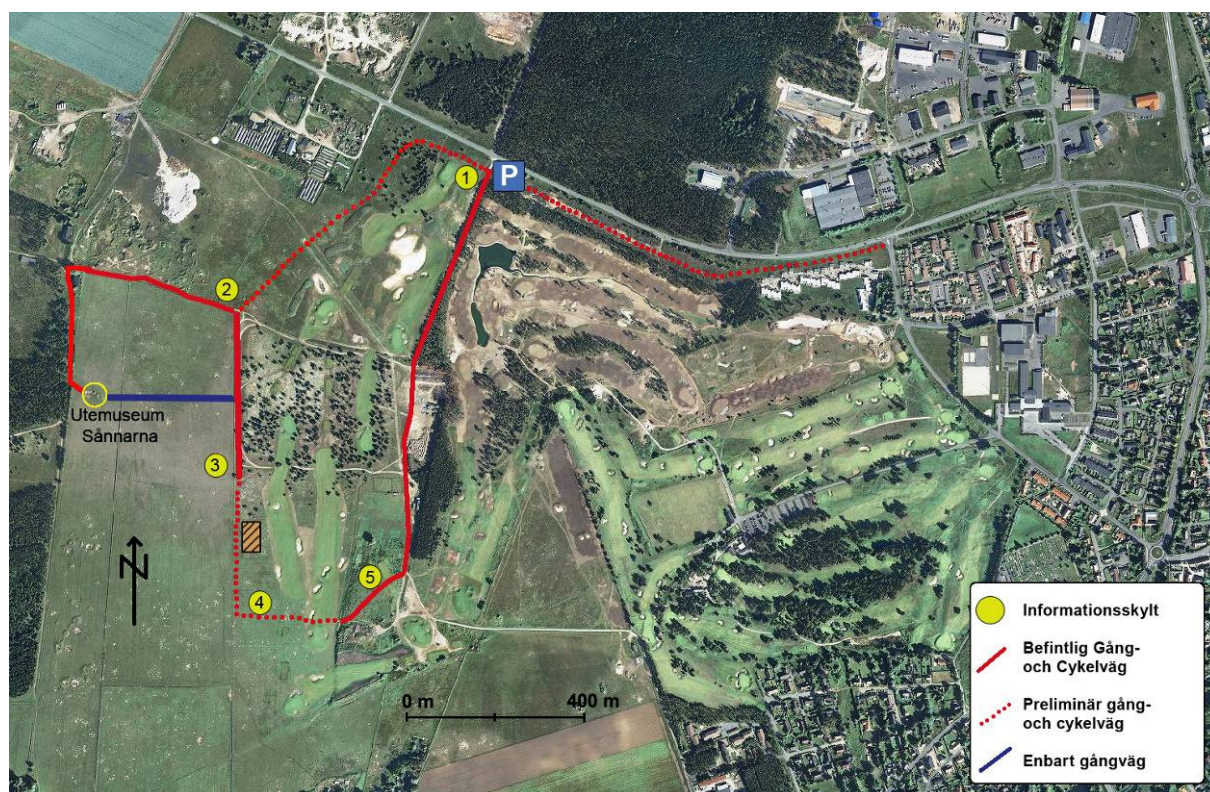 1
P
2
Utemuseum
Sånnarna
3
N
5
4
0 m
400 m
Informationsskylt
Befintlig Gång-
och Cykelväg
Preliminär gång-
och cykelväg
Enbart gångväg